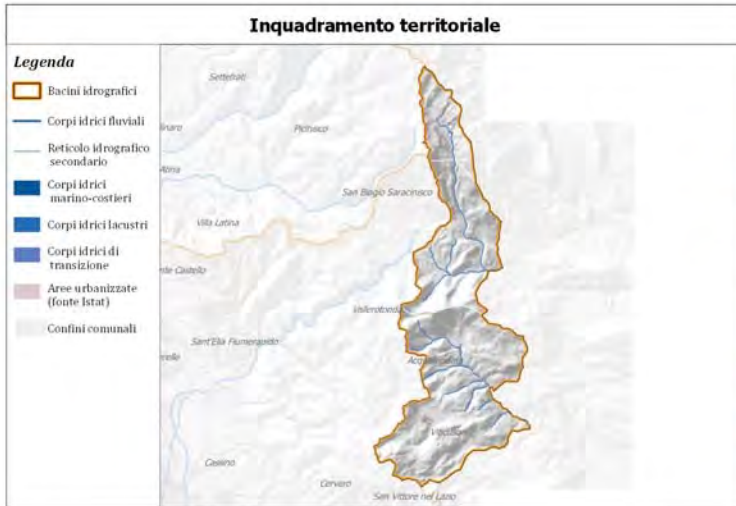 Inquadramento territoriale
Legenda
Bacini idrografici
Corpi idrici fluviali
Reticolo idrografico
secondario
Corpi idrici
marino-costieri
Corpi idrici lacustri
Corpi idrici di
transizione
Aree urbanizzate
(fonte Istat)
Confini comunali
Settefrati
Picinisco
Atina
San Biagio Saracinisco
Villa Latina
Vallerotonda
Sant'Elia Fiumerapido
Cassino
Cervaro
San Vittore nel Lazio